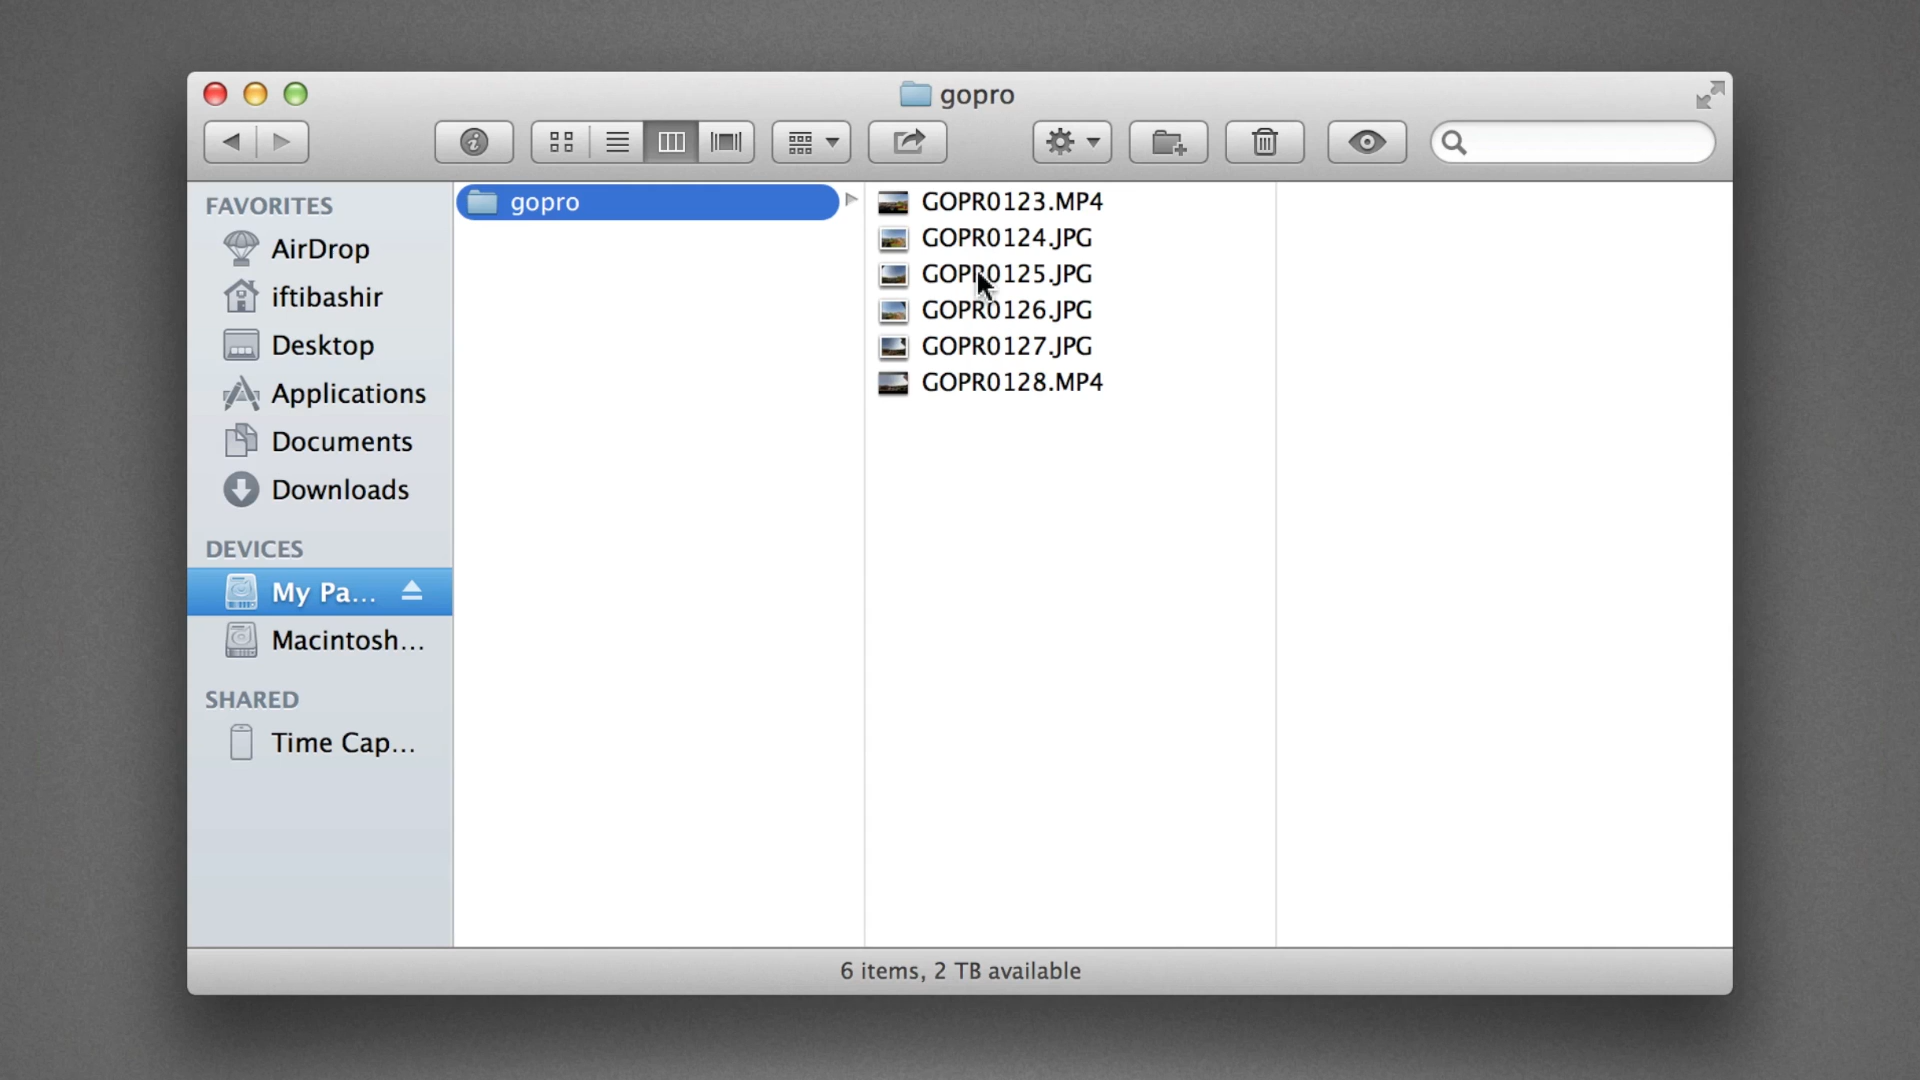 gopro
FAVORITES
AirDrop
iftibashir
Desktop
Applications
Documents
Downloads
DEVICES
My Pa...
Macintosh...
SHARED
Time Cap...
gopro
GOPR0123.MP4
GOPR0124.JPG
GOPR0125.JPG
GOPR0126.JPG
GOPR0127.JPG
GOPR0128.MP4
6 items, 2 TB available